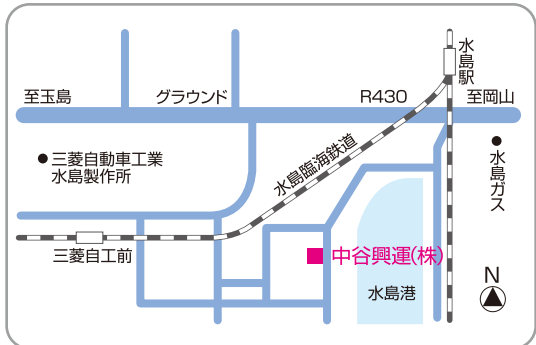 水島駅
至玉島
グラウンド
R430
至岡山
三菱自動車工業
水島製作所
水島臨海鉄道
水島ガス
三菱自工前
中谷興運(株)
水島港
N